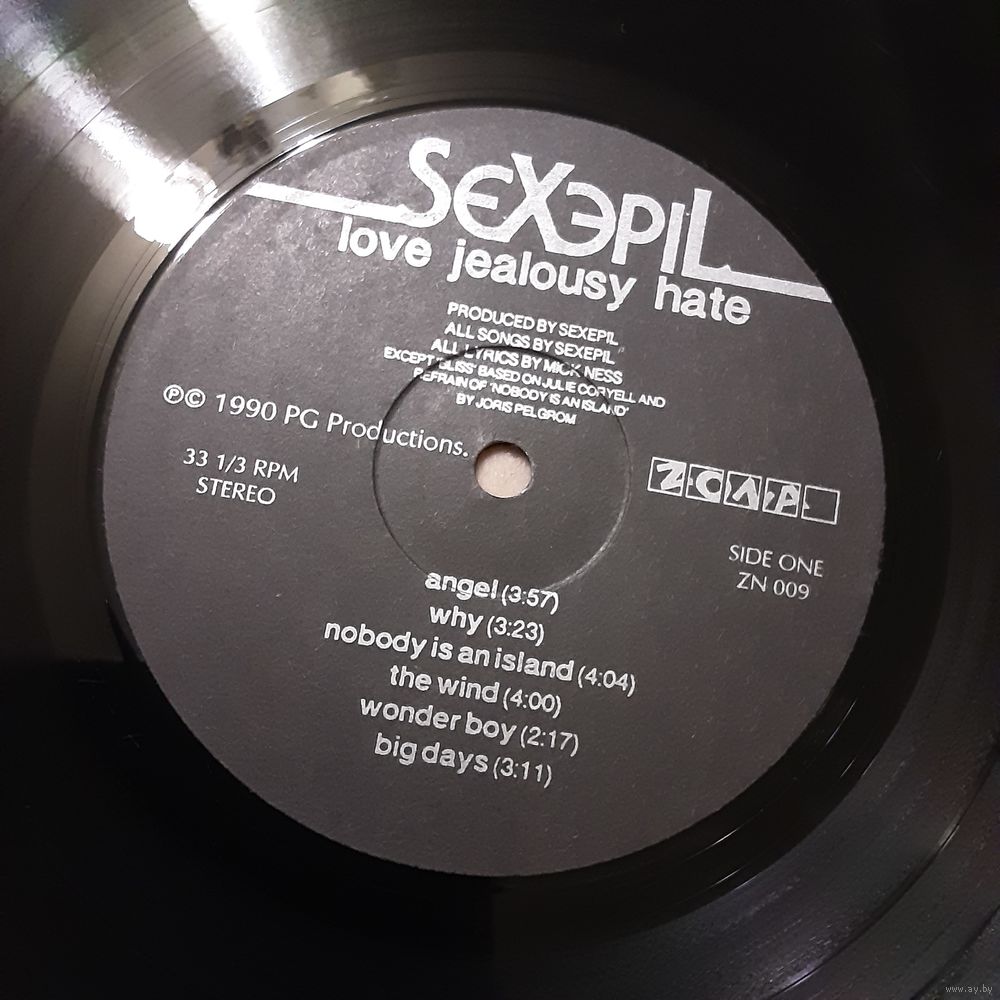 SEXEPIL
love jealousy hate
PRODUCED BY SEXEPIL
ALL SONGS BY SEXEPIL
ALL LYRICS BY MICK NESS
EXCEPT 'BLISS' BASED ON JULIE CORYELL AND
REFRAIN OF 'NOBODY IS AN ISLAND'
BY JORIS PELGROM
℗© 1990 PG Productions.
33 1/3 RPM
STEREO
SIDE ONE
ZN 009
angel (3:57)
why (3:23)
nobody is an island (4:04)
the wind (4:00)
wonder boy (2:17)
big days (3:11)
www.ay.by